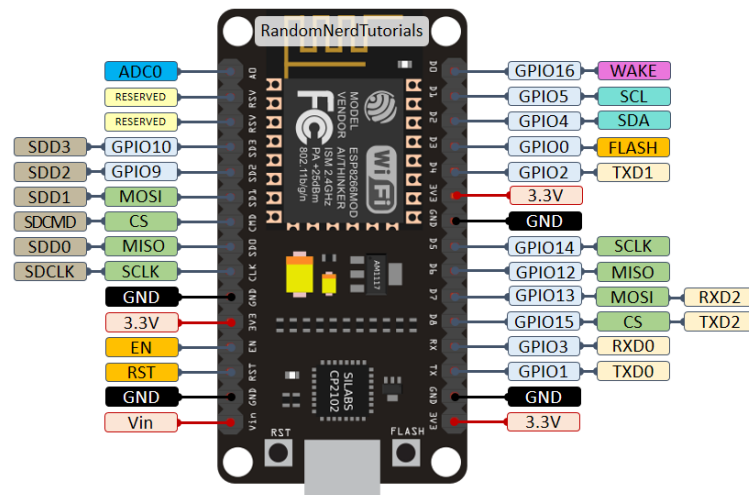 RandomNerdTutorials
ADC0
RESERVED
RESERVED
SDD3 GPIO10
SDD2 GPIO9
SDD1 MOSI
SDCMD CS
SDD0 MISO
SDCLK SCLK
GND
3.3V
EN
RST
GND
Vin
A0
RSV
RSV
SD3
SD2
SD1
CMD
SD0
CLK
GND
3V3
EN
RST
GND
Vin
MODEL ESP8266MOD
VENDOR AI/THINKER
ISM 2.4GHz
PA +25dBm
802.11b/g/n
FC
WiFi
AM1117
SILABS
CP2102
RST
FLASH
D0
D1
D2
D3
D4
3V3
GND
D5
D6
D7
D8
RX
TX
GND
3V3
GPIO16 WAKE
GPIO5 SCL
GPIO4 SDA
GPIO0 FLASH
GPIO2 TXD1
3.3V
GND
GPIO14 SCLK
GPIO12 MISO
GPIO13 MOSI RXD2
GPIO15 CS TXD2
GPIO3 RXD0
GPIO1 TXD0
GND
3.3V